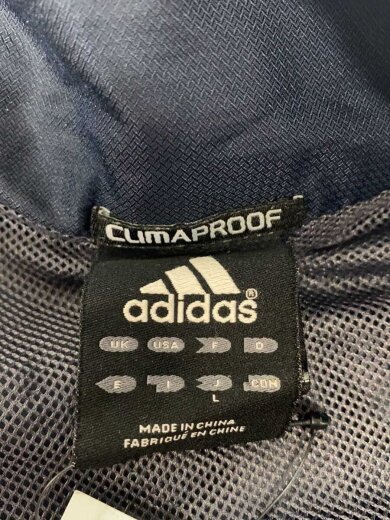 CLIMAPROOF
adidas®
UK USA F D
E I J CDN
L
MADE IN CHINA
FABRIQUÉ EN CHINE